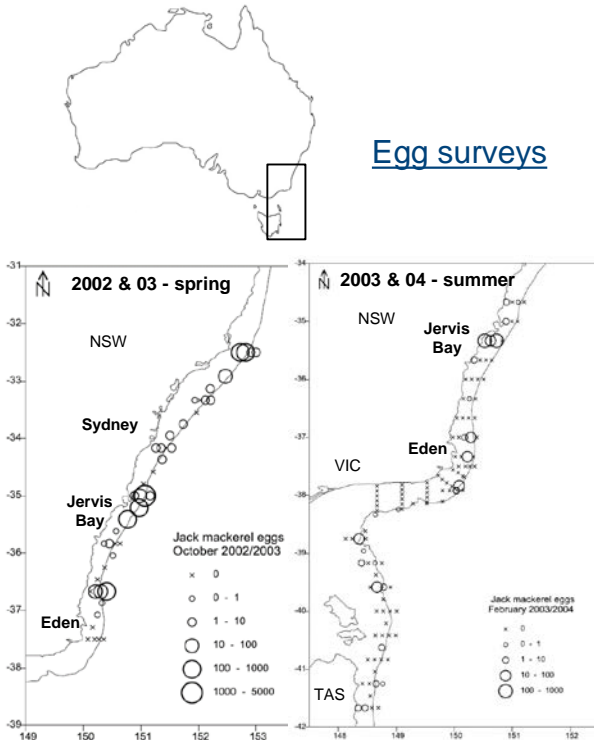 Egg surveys
2002 & 03 - spring
N
NSW
Sydney
Jervis
Bay
Eden
-31
-32
-33
-34
-35
-36
-37
-38
-39
149
150
151
152
153
Jack mackerel eggs
October 2002/2003
0
0 - 1
1 - 10
10 - 100
100 - 1000
1000 - 5000
2003 & 04 - summer
N
NSW
Jervis
Bay
Eden
VIC
TAS
-34
-35
-36
-37
-38
-39
-40
-41
-42
148
149
150
151
152
Jack mackerel eggs
February 2003/2004
0
0 - 1
1 - 10
10 - 100
100 - 1000